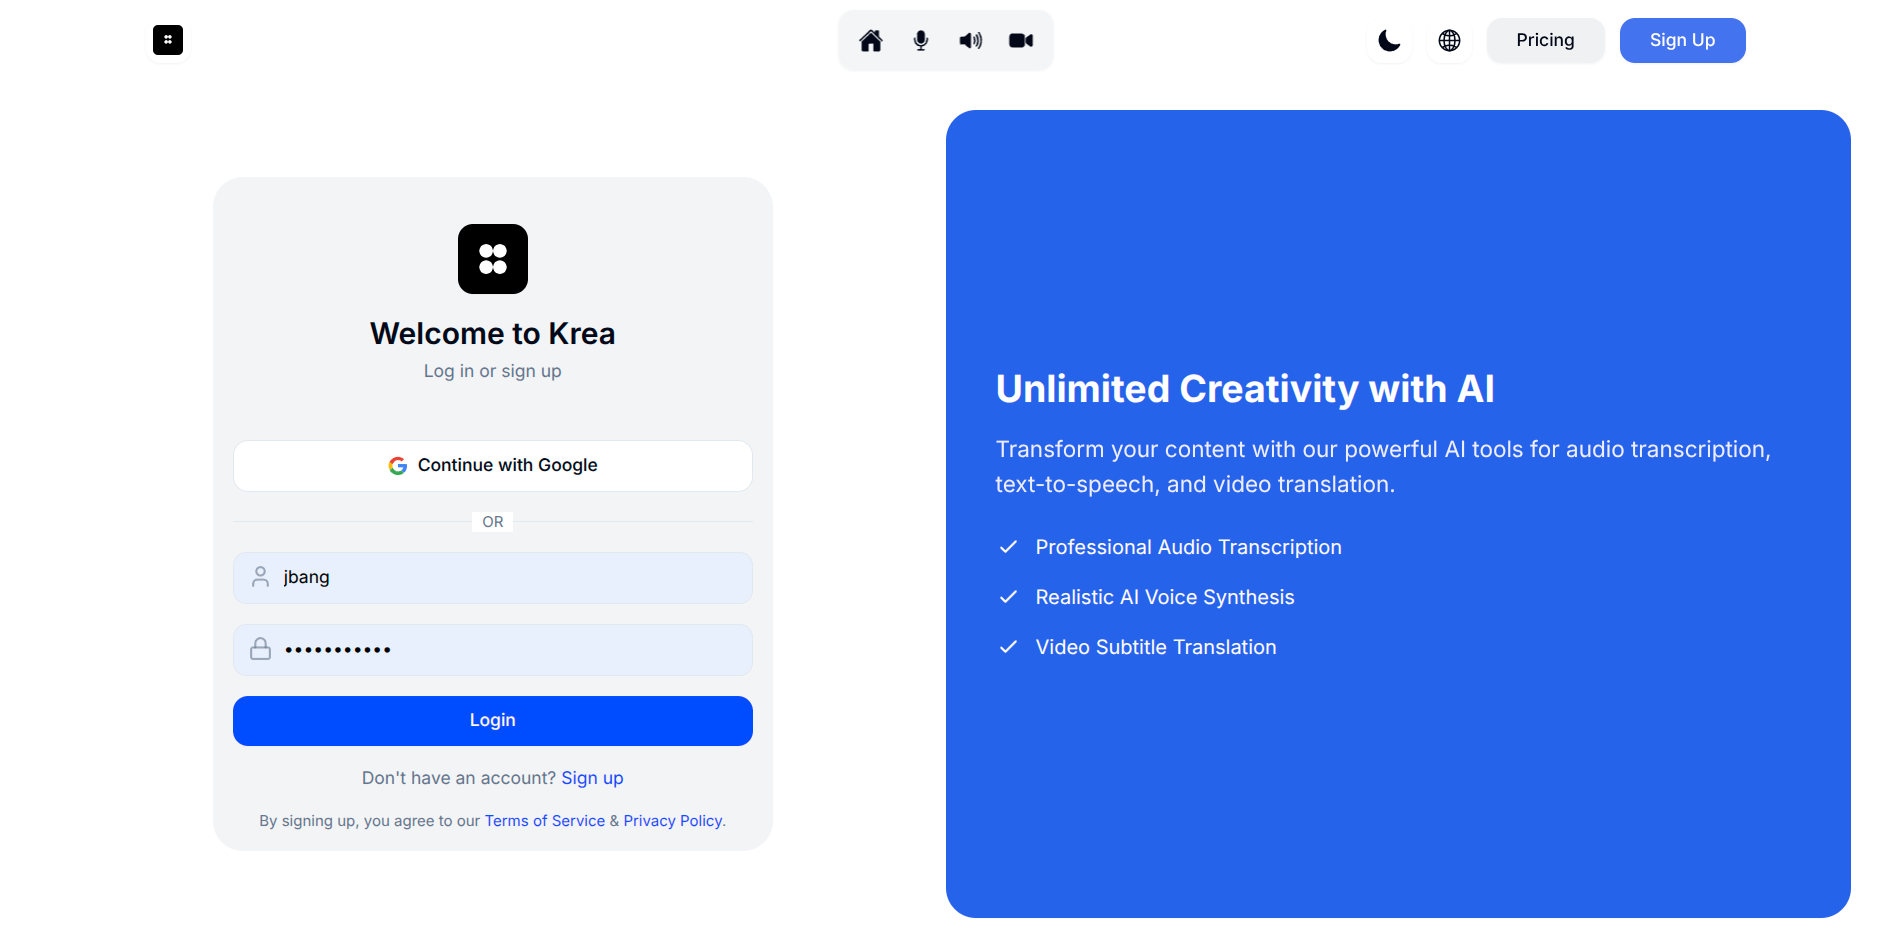 Pricing
Sign Up
Welcome to Krea
Log in or sign up
Continue with Google
OR
jbang
•••••••••••
Login
Don't have an account? Sign up
By signing up, you agree to our Terms of Service & Privacy Policy.
Unlimited Creativity with AI
Transform your content with our powerful AI tools for audio transcription,
text-to-speech, and video translation.
Professional Audio Transcription
Realistic AI Voice Synthesis
Video Subtitle Translation